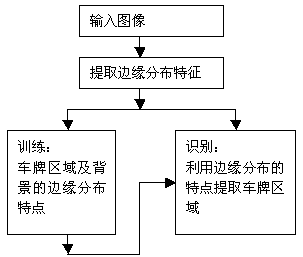 输入图像
提取边缘分布特征
训练:
车牌区域及背
景的边缘分布
特点
识别:
利用边缘分布的
特点提取车牌区
域